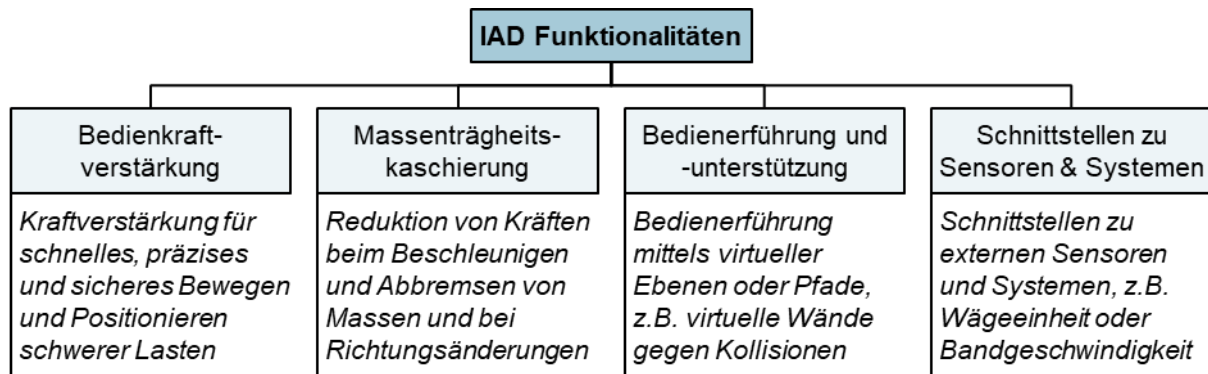 IAD Funktionalitäten
Bedienkraft-
verstärkung
Kraftverstärkung für
schnelles, präzises
und sicheres Bewegen
und Positionieren
schwerer Lasten
Massenträgheits-
kaschierung
Reduktion von Kräften
beim Beschleunigen
und Abbremsen von
Massen und bei
Richtungsänderungen
Bedienerführung und
-unterstützung
Bedienerführung
mittels virtueller
Ebenen oder Pfade,
z.B. virtuelle Wände
gegen Kollisionen
Schnittstellen zu
Sensoren & Systemen
Schnittstellen zu
externen Sensoren
und Systemen, z.B.
Wägeeinheit oder
Bandgeschwindigkeit